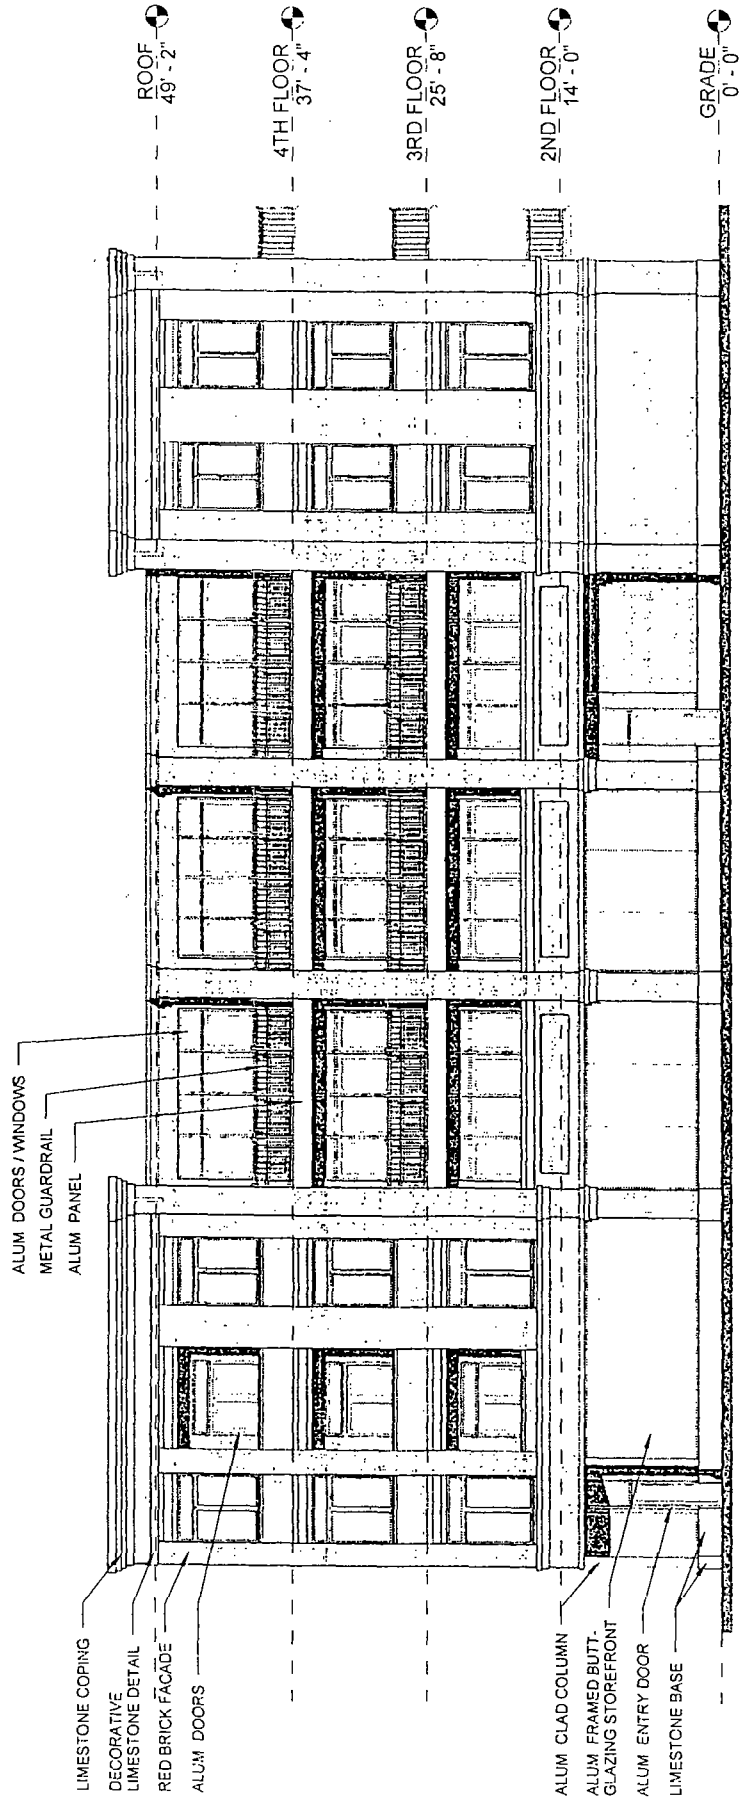 ROOF
49' - 2"
4TH FLOOR
37' - 4"
3RD FLOOR
25' - 8"
2ND FLOOR
14' - 0"
GRADE
0' - 0"
ALUM DOORS / WINDOWS
METAL GUARDRAIL
ALUM PANEL
LIMESTONE COPING
DECORATIVE
LIMESTONE DETAIL
RED BRICK FACADE
ALUM DOORS
ALUM CLAD COLUMN
ALUM FRAMED BUTT-
GLAZING STOREFRONT
ALUM ENTRY DOOR
LIMESTONE BASE